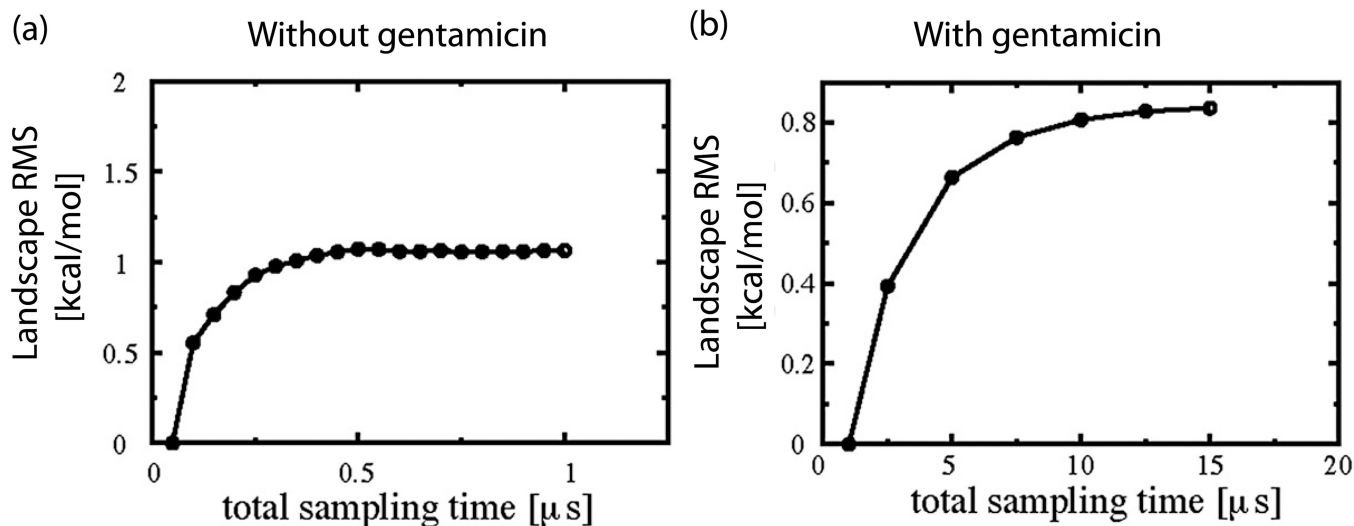 (a) Without gentamicin
Landscape RMS
[kcal/mol]
2
1.5
1
0.5
0
0 0.5 1
total sampling time [μs]
(b) With gentamicin
Landscape RMS
[kcal/mol]
0.8
0.6
0.4
0.2
0
0 5 10 15 20
total sampling time [μs]